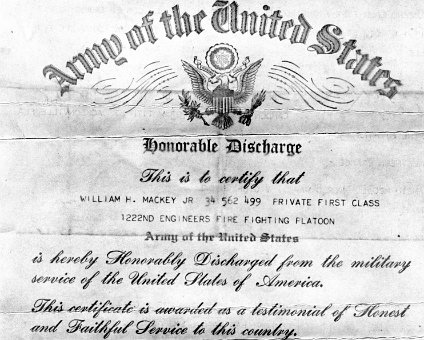 Army of the United States
Honorable Discharge
This is to certify that
WILLIAM H. MACKEY JR 34 562 499 PRIVATE FIRST CLASS
1222ND ENGINEERS FIRE FIGHTING PLATOON
Army of the United States
is hereby Honorably Discharged from the military
service of the United States of America.
This certificate is awarded as a testimonial of Honest
and Faithful Service to this country.